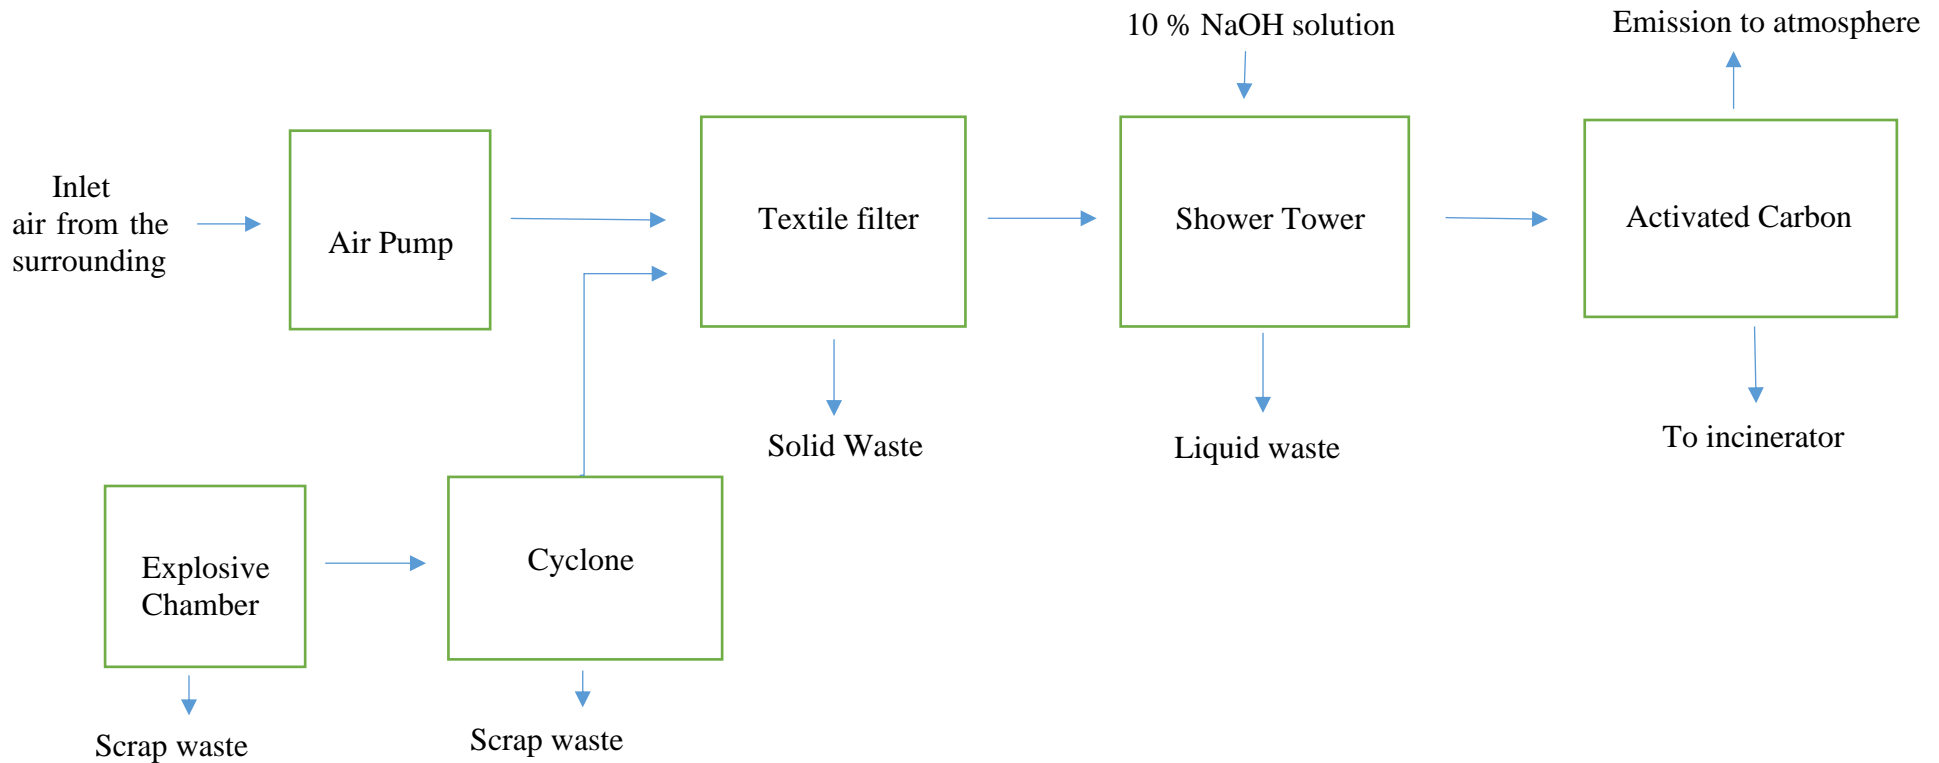 10 % NaOH solution
Emission to atmosphere
Inlet
air from the
surrounding
Air Pump
Textile filter
Shower Tower
Activated Carbon
Solid Waste
Liquid waste
To incinerator
Explosive
Chamber
Cyclone
Scrap waste
Scrap waste